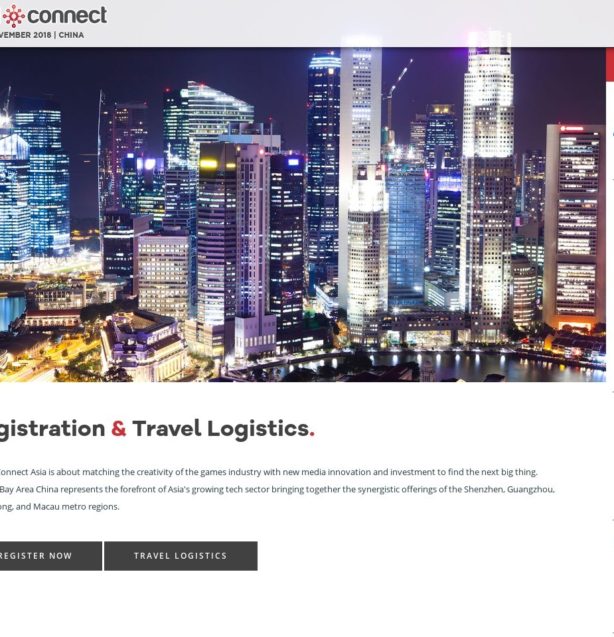 connect
VEMBER 2018 | CHINA
gistration & Travel Logistics.
onnect Asia is about matching the creativity of the games industry with new media innovation and investment to find the next big thing.
Bay Area China represents the forefront of Asia's growing tech sector bringing together the synergistic offerings of the Shenzhen, Guangzhou,
ong, and Macau metro regions.
REGISTER NOW
TRAVEL LOGISTICS